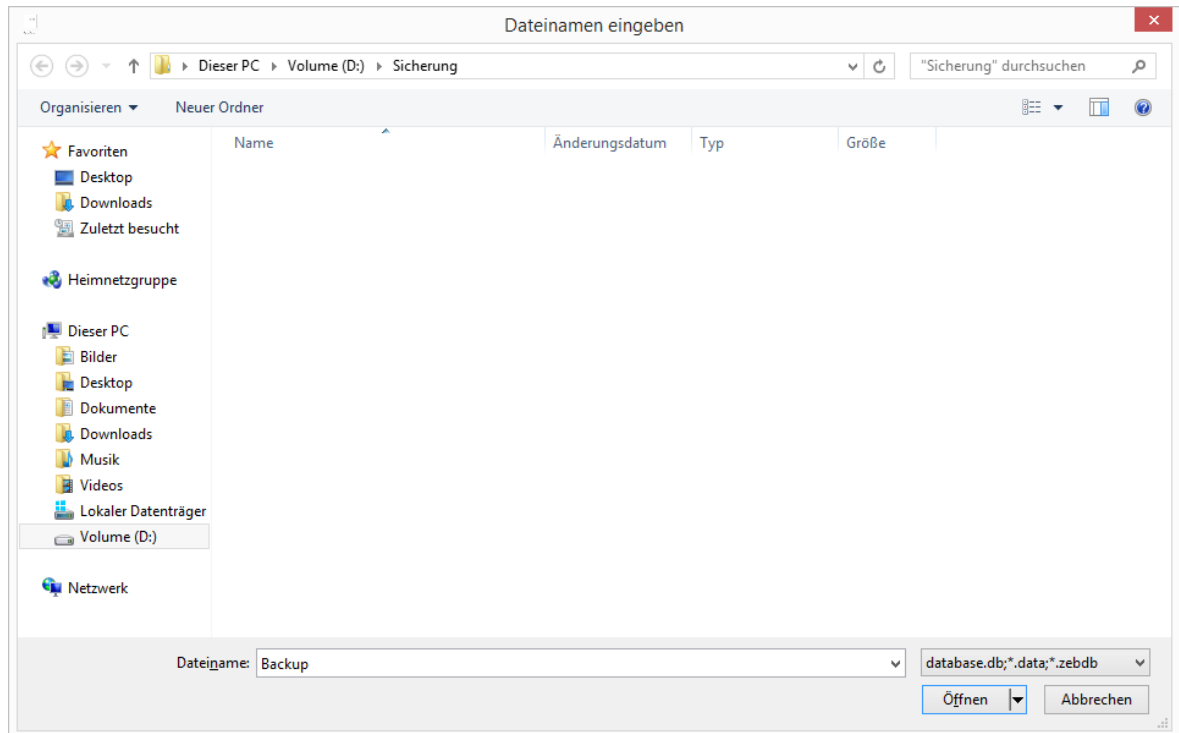 Dateinamen eingeben
Dieser PC Volume (D:) Sicherung "Sicherung" durchsuchen
Organisieren Neuer Ordner
Name Änderungsdatum Typ Größe
Favoriten
Desktop
Downloads
Zuletzt besucht
Heimnetzgruppe
Dieser PC
Bilder
Desktop
Dokumente
Downloads
Musik
Videos
Lokaler Datenträger
Volume (D:)
Netzwerk
Dateiname: Backup database.db;*.data;*.zebdb
Öffnen Abbrechen